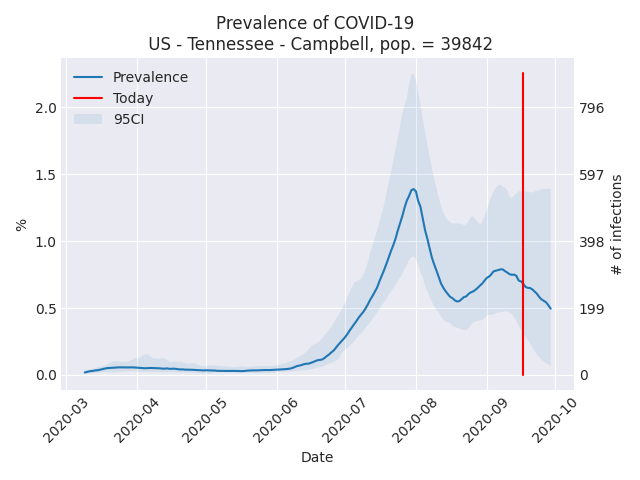 Prevalence of COVID-19
US - Tennessee - Campbell, pop. = 39842
Prevalence
Today
95CI
2.0
1.5
1.0
0.5
0.0
%
796
597
398
199
0
# of infections
2020-03
2020-04
2020-05
2020-06
2020-07
2020-08
2020-09
2020-10
Date